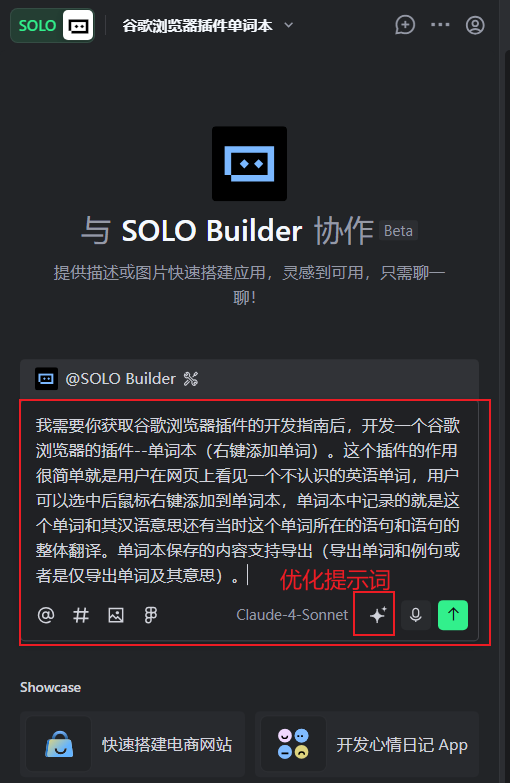 SOLO
谷歌浏览器插件单词本
与 SOLO Builder 协作 Beta
提供描述或图片快速搭建应用，灵感到可用，只需聊一
聊！
@SOLO Builder
我需要你获取谷歌浏览器插件的开发指南后，开发一个谷歌
浏览器的插件--单词本（右键添加单词）。这个插件的作用
很简单就是用户在网页上看见一个不认识的英语单词，用户
可以选中后鼠标右键添加到单词本，单词本中记录的就是这
个单词和其汉语意思还有当时这个单词所在的语句和语句的
整体翻译。单词本保存的内容支持导出（导出单词和例句或
者是仅导出单词及其意思）。
优化提示词
Claude-4-Sonnet
Showcase
快速搭建电商网站
开发心情日记 App